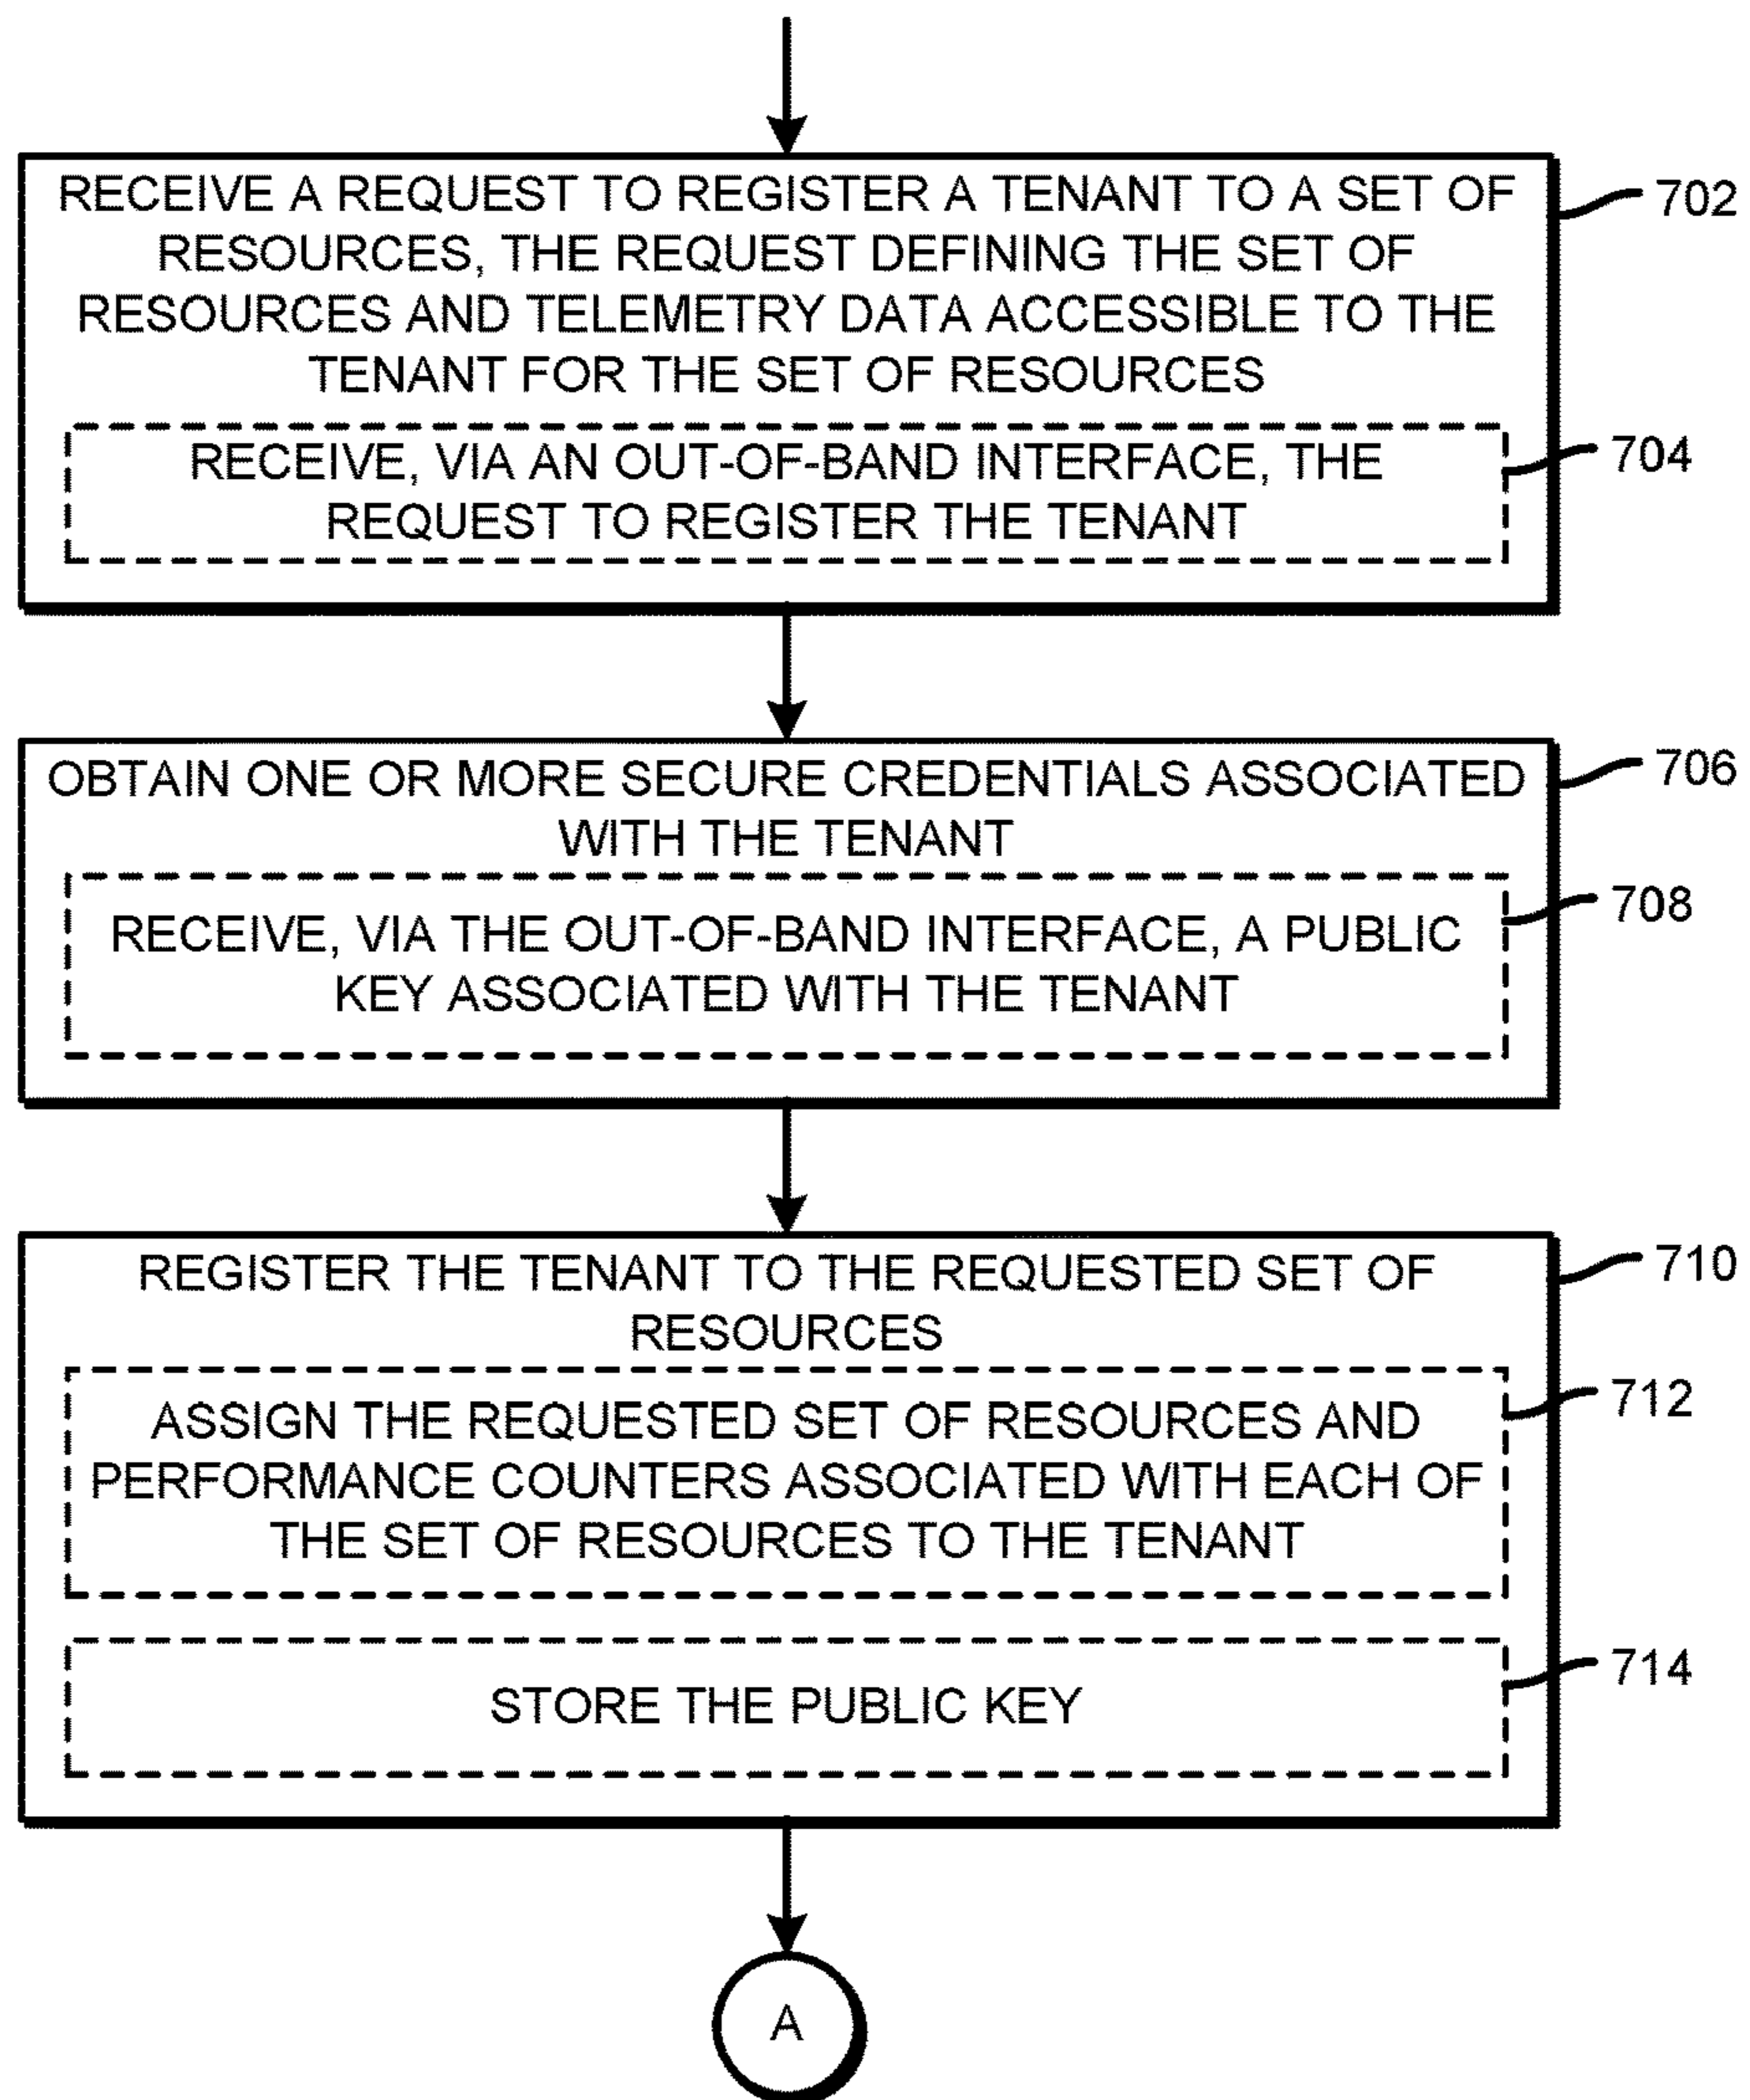 RECEIVE A REQUEST TO REGISTER A TENANT TO A SET OF
RESOURCES, THE REQUEST DEFINING THE SET OF
RESOURCES AND TELEMETRY DATA ACCESSIBLE TO THE
TENANT FOR THE SET OF RESOURCES
702
RECEIVE, VIA AN OUT-OF-BAND INTERFACE, THE
REQUEST TO REGISTER THE TENANT
704
OBTAIN ONE OR MORE SECURE CREDENTIALS ASSOCIATED
WITH THE TENANT
706
RECEIVE, VIA THE OUT-OF-BAND INTERFACE, A PUBLIC
KEY ASSOCIATED WITH THE TENANT
708
REGISTER THE TENANT TO THE REQUESTED SET OF
RESOURCES
710
ASSIGN THE REQUESTED SET OF RESOURCES AND
PERFORMANCE COUNTERS ASSOCIATED WITH EACH OF
THE SET OF RESOURCES TO THE TENANT
712
STORE THE PUBLIC KEY
714
A